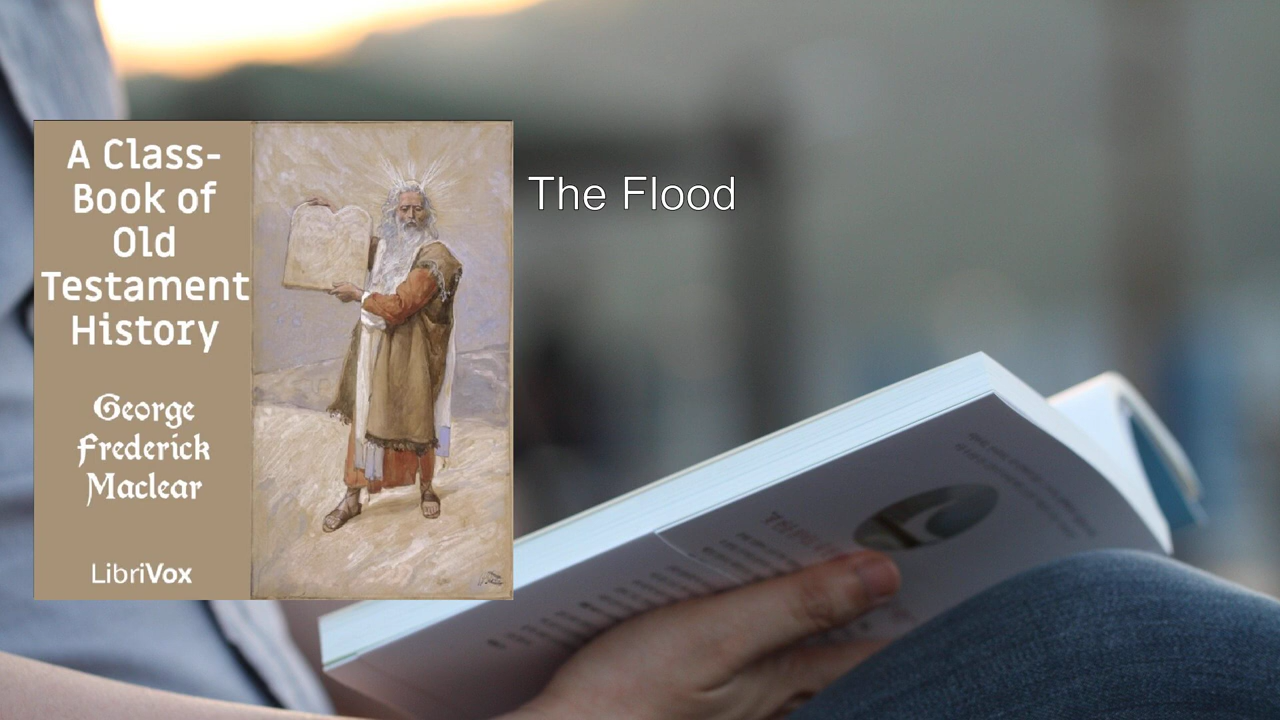 A Class-
Book of
Old
Testament
History
George
Frederick
Maclear
LibriVox
The Flood